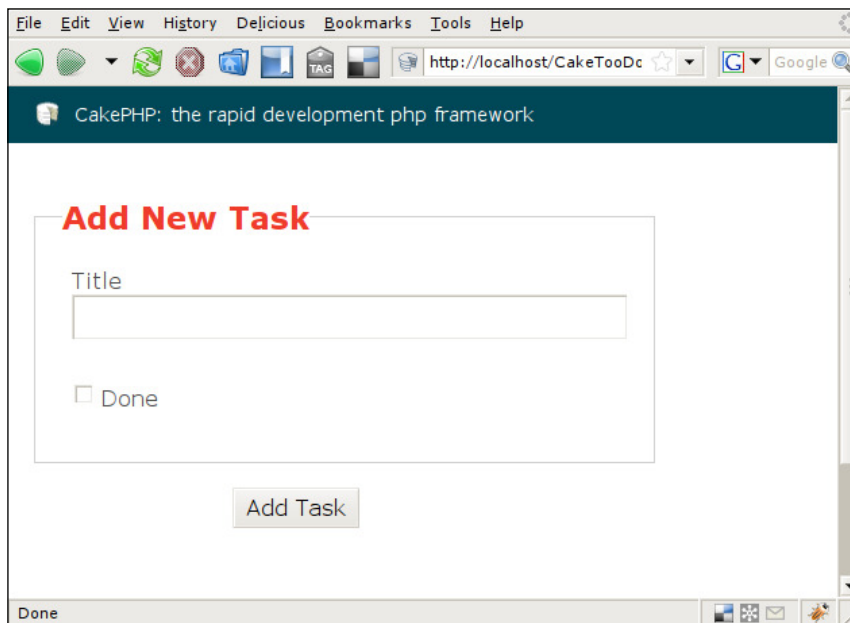 File Edit View History Delicious Bookmarks Tools Help
TAG http://localhost/CakeTooDo G Google
CakePHP: the rapid development php framework
Add New Task
Title
Done
Add Task
Done